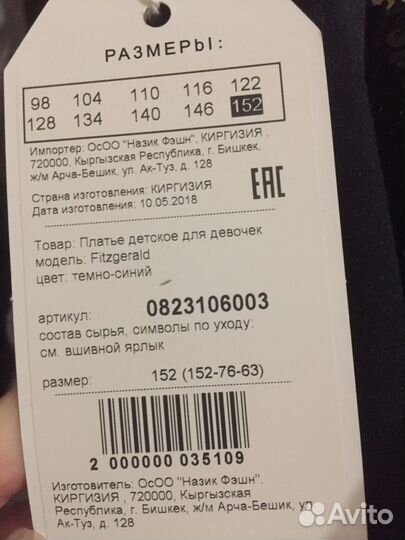 РАЗМЕРЫ:
98 104 110 116 122
128 134 140 146 152
Импортер: ОсОО "Назик Фэшн", КИРГИЗИЯ ,
720000, Кыргызская Республика, г. Бишкек,
ж/м Арча-Бешик, ул. Ак-Туз, д. 128
Страна изготовления: КИРГИЗИЯ
Дата изготовления: 10.05.2018
EAC
Товар: Платье детское для девочек
модель: Fitzgerald
цвет: темно-синий
артикул: 0823106003
состав сырья, символы по уходу:
см. вшивной ярлык
размер: 152 (152-76-63)
2 000000 035109
Изготовитель: ОсОО "Назик Фэшн".
КИРГИЗИЯ , 720000, Кыргызская
Республика, г. Бишкек, ж/м Арча-Бешик, ул.
Ак-Туз, д. 128
Avito